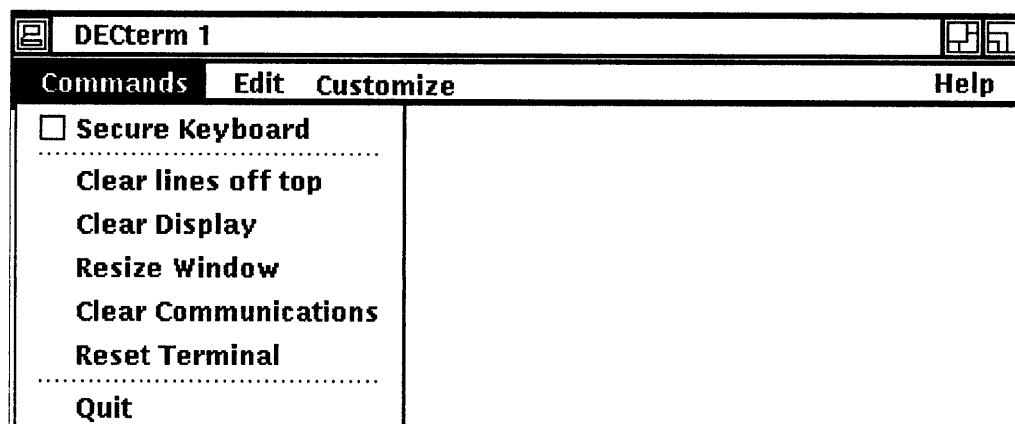 DECterm 1
Commands Edit Customize Help
Secure Keyboard
Clear lines off top
Clear Display
Resize Window
Clear Communications
Reset Terminal
Quit